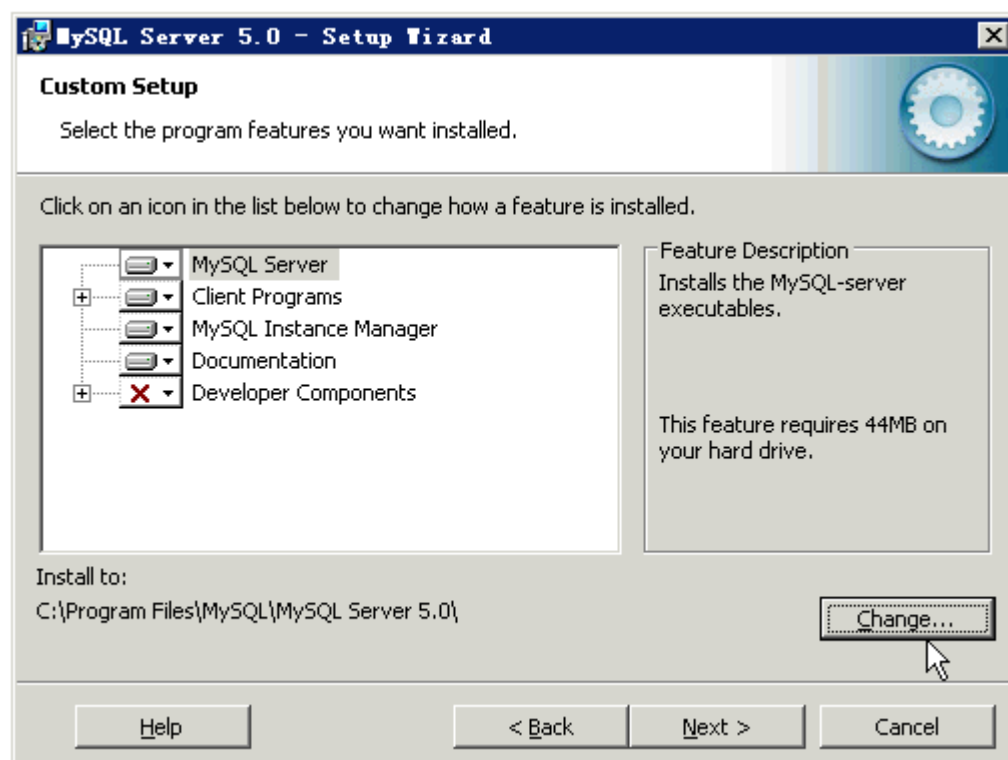 MySQL Server 5.0 - Setup Wizard
Custom Setup
Select the program features you want installed.
Click on an icon in the list below to change how a feature is installed.
MySQL Server
Client Programs
MySQL Instance Manager
Documentation
Developer Components
Feature Description
Installs the MySQL-server
executables.
This feature requires 44MB on
your hard drive.
Install to:
C:\Program Files\MySQL\MySQL Server 5.0\
Change...
Help
< Back
Next >
Cancel